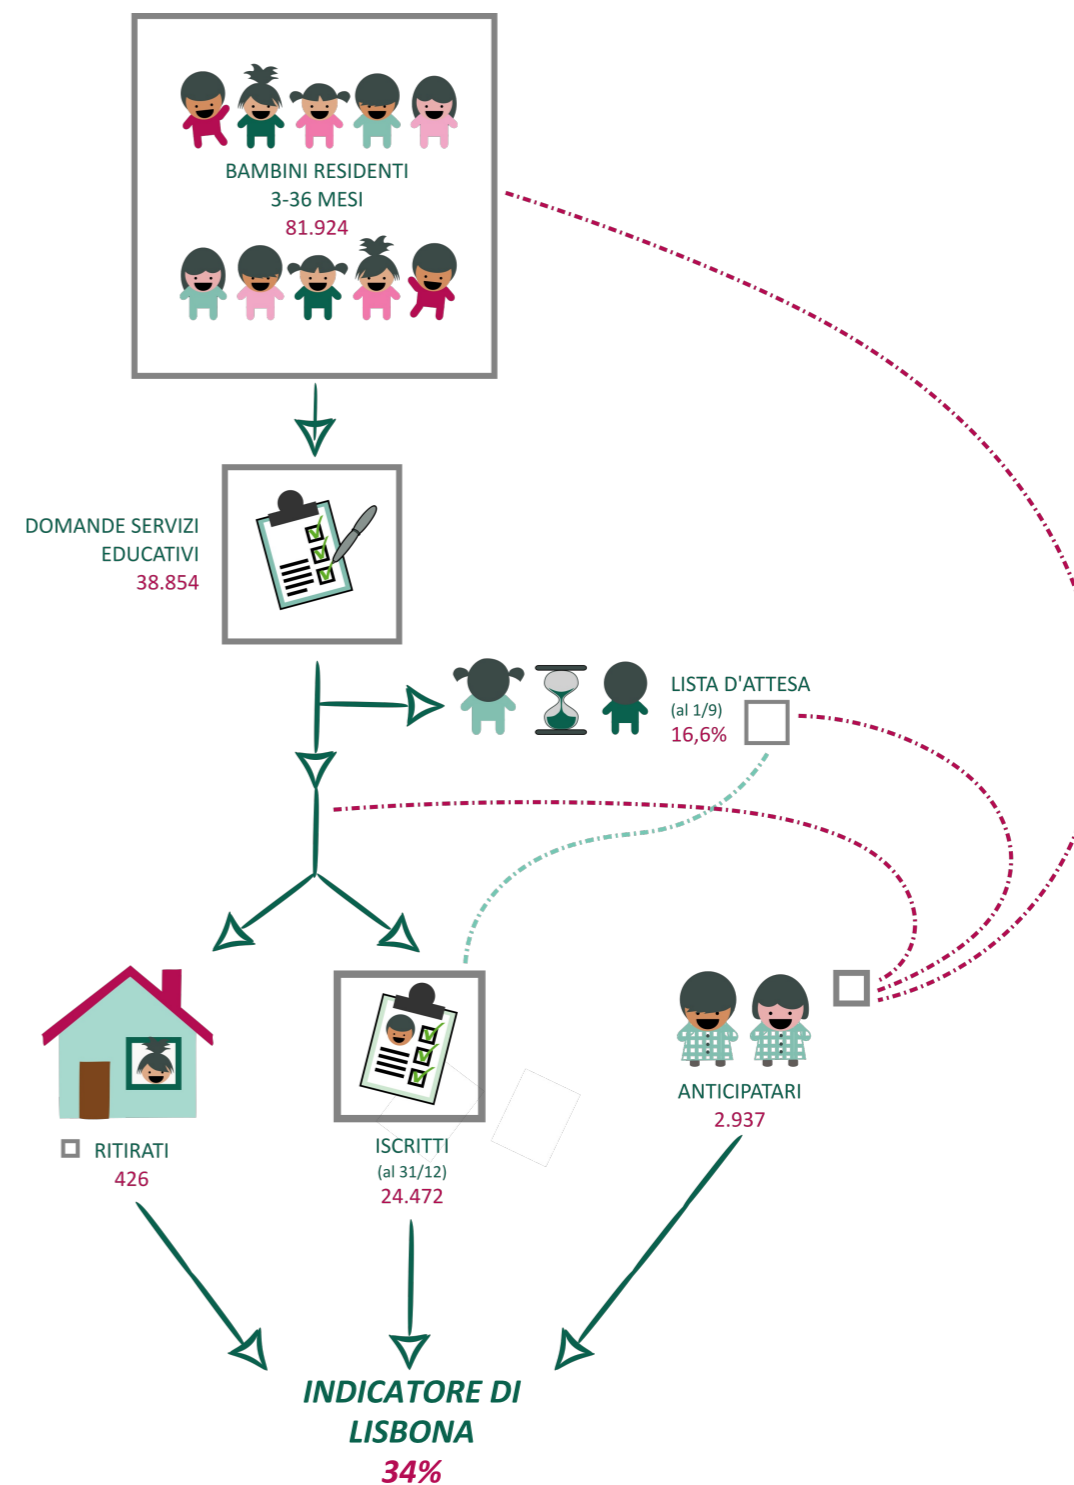 BAMBINI RESIDENTI
3-36 MESI
81.924
DOMANDE SERVIZI
EDUCATIVI
38.854
LISTA D'ATTESA
(al 1/9)
16,6%
RITIRATI
426
ISCRITTI
(al 31/12)
24.472
ANTICIPATARI
2.937
INDICATORE DI
LISBONA
34%